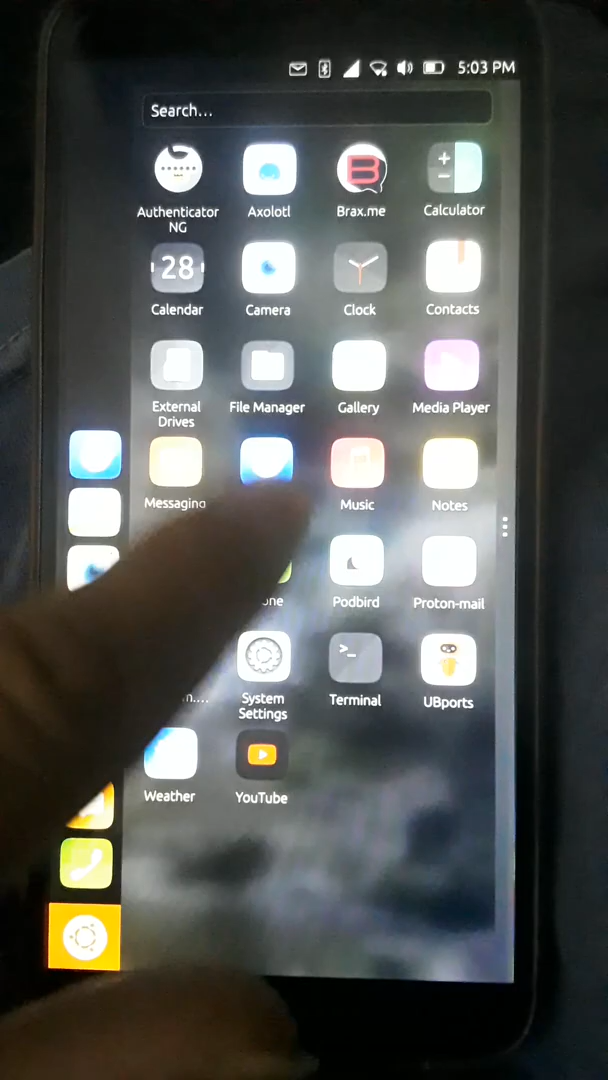 5:03 PM
Search...
Authenticator
NG
Axolotl
Brax.me
Calculator
28
Calendar
Camera
Clock
Contacts
External
Drives
File Manager
Gallery
Media Player
Messaging
Music
Notes
Podbird
Proton-mail
System
Settings
>_
Terminal
UBports
Weather
YouTube